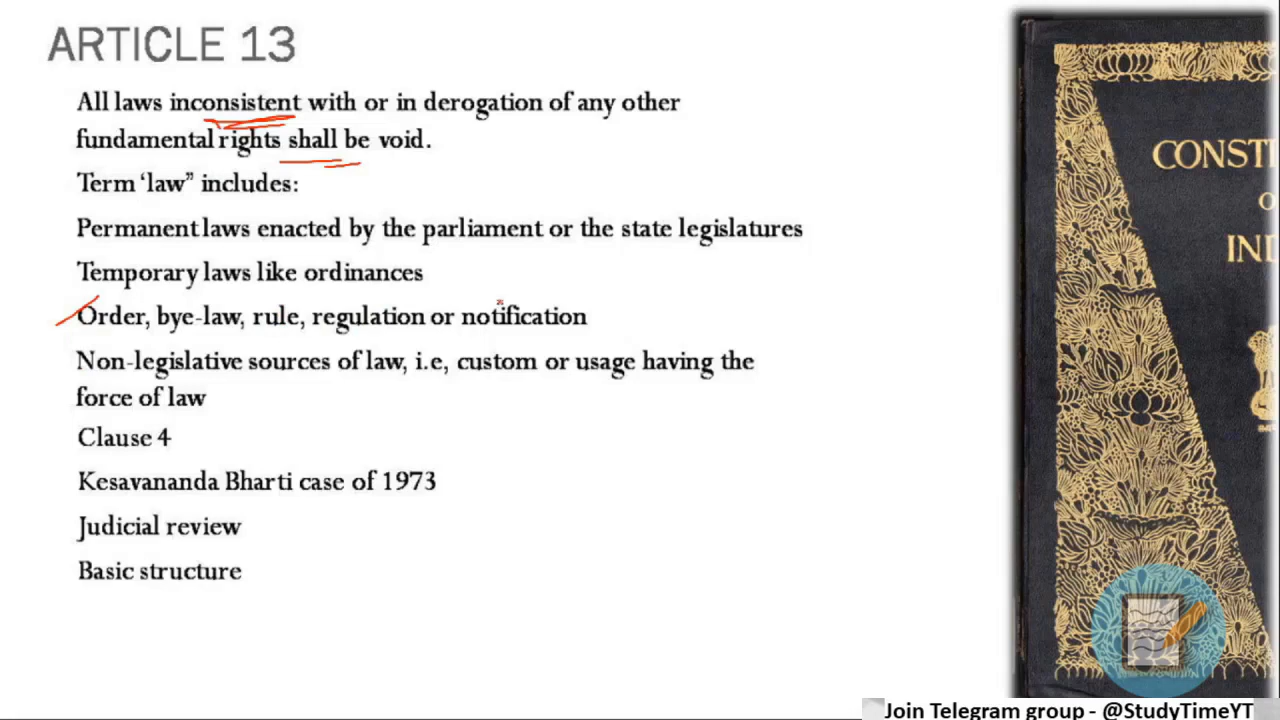 ARTICLE 13
All laws inconsistent with or in derogation of any other
fundamental rights shall be void.
Term ‘law” includes:
Permanent laws enacted by the parliament or the state legislatures
Temporary laws like ordinances
Order, bye-law, rule, regulation or notification
Non-legislative sources of law, i.e, custom or usage having the
force of law
Clause 4
Kesavananda Bharti case of 1973
Judicial review
Basic structure
CONST
O
IND
Join Telegram group - @StudyTimeYT